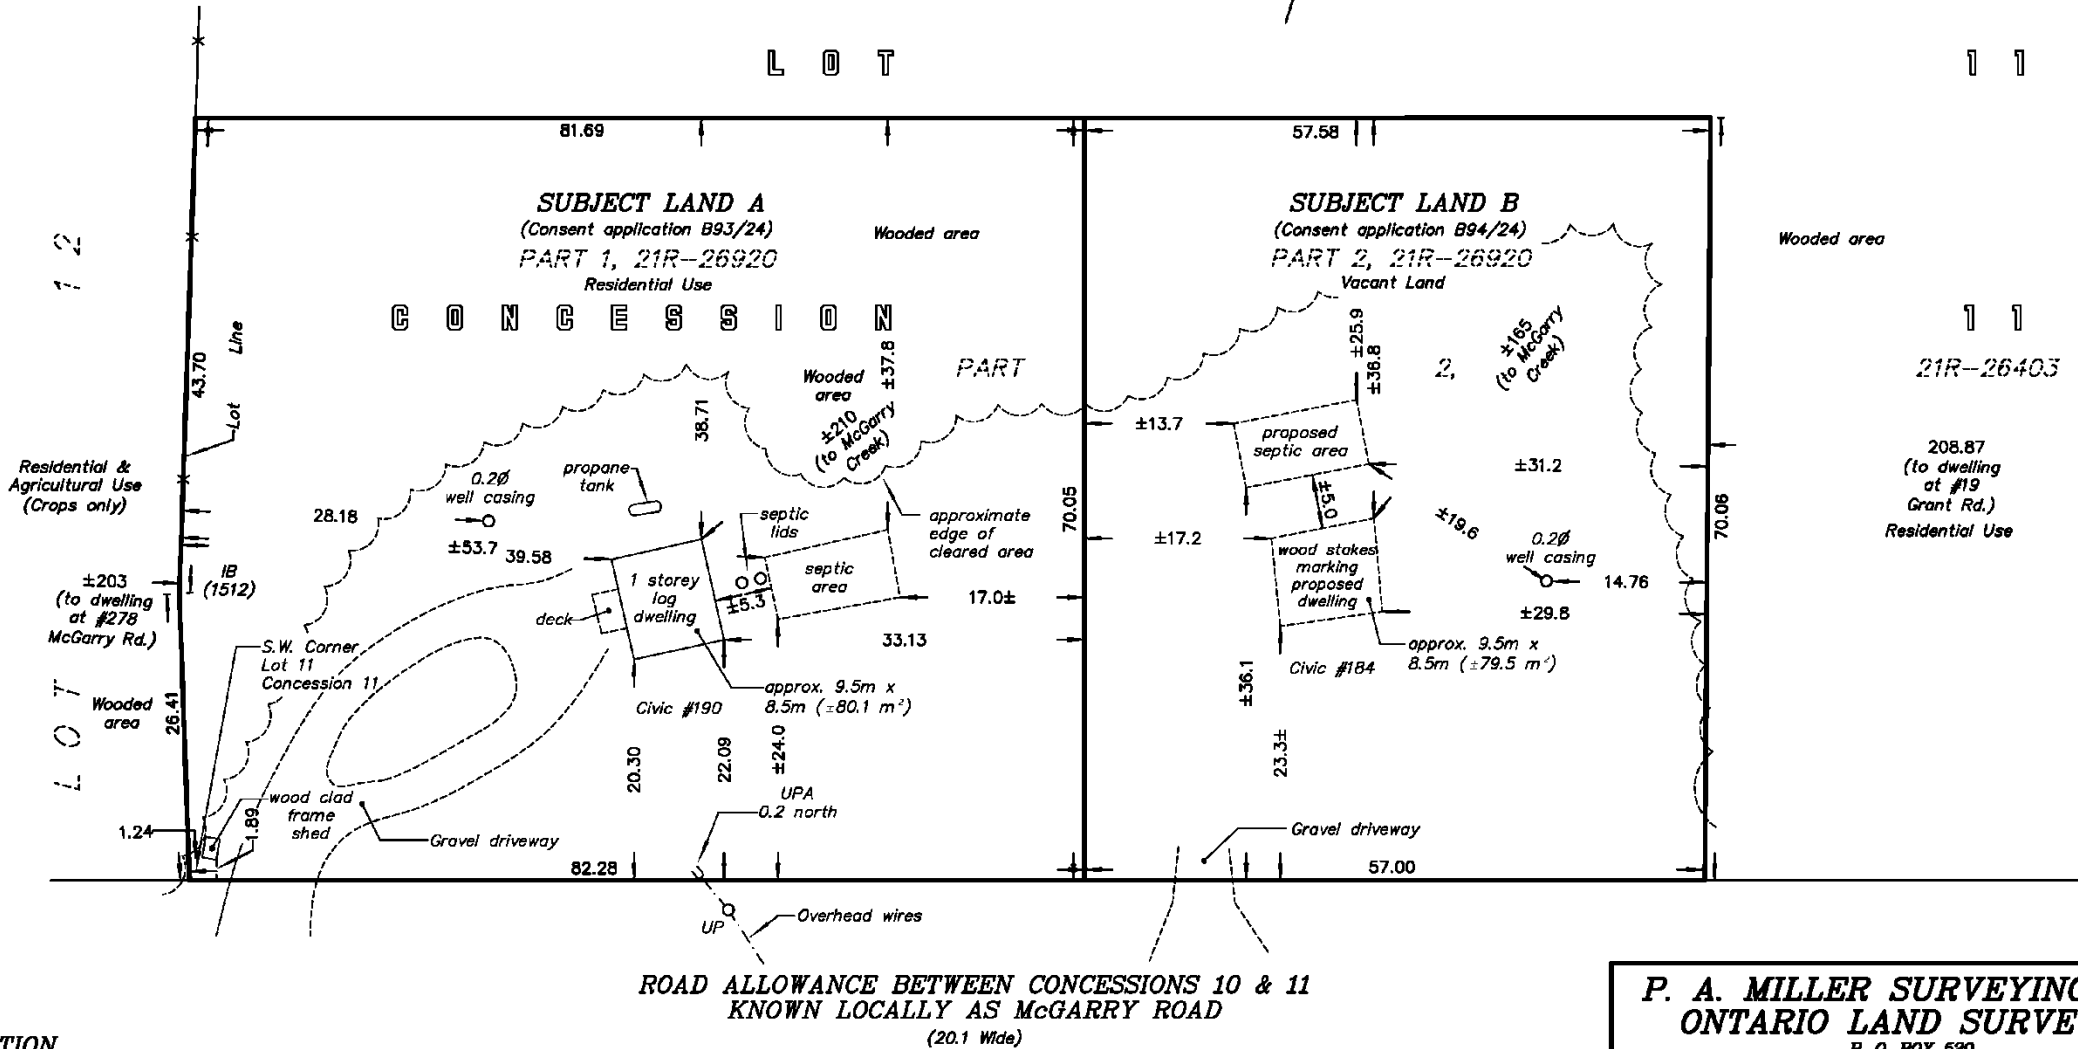 LOT
11
81.69
57.58
SUBJECT LAND A
(Consent application B93/24)
PART 1, 21R-26920
Residential Use
Wooded area
SUBJECT LAND B
(Consent application B94/24)
PART 2, 21R-26920
Vacant Land
Wooded area
LOT 12
CONCESSION
11
PART
2,
21R-26403
43.70
Lot Line
Wooded
area
±37.8
38.71
±210
(to McGarry
Creek)
±25.9
±36.8
±165
(to McGarry
Creek)
±13.7
proposed
septic area
±31.2
208.87
(to dwelling
at #19
Grant Rd.)
Residential Use
Residential &
Agricultural Use
(Crops only)
28.18
0.2Ø
well casing
±53.7
39.58
propane
tank
septic
lids
septic
area
approximate
edge of
cleared area
70.05
±17.2
±5.0
±19.6
0.2Ø
well casing
14.76
±29.8
70.06
wood stakes
marking
proposed
dwelling
±203
(to dwelling
at #278
McGarry Rd.)
IB
(1512)
1 storey
log
dwelling
deck
±5.3
17.0±
33.13
S.W. Corner
Lot 11
Concession 11
Wooded
area
26.41
approx. 9.5m x
8.5m (±80.1 m²)
Civic #190
approx. 9.5m x
8.5m (±79.5 m²)
Civic #184
±36.1
23.3±
20.30
22.09
±24.0
UPA
0.2 north
wood clad
frame
shed
1.24
1.89
Gravel driveway
Gravel driveway
82.28
57.00
UP
Overhead wires
ROAD ALLOWANCE BETWEEN CONCESSIONS 10 & 11
KNOWN LOCALLY AS McGARRY ROAD
(20.1 Wide)
P. A. MILLER SURVEYING
ONTARIO LAND SURVE
P. O. BOX 520
TION